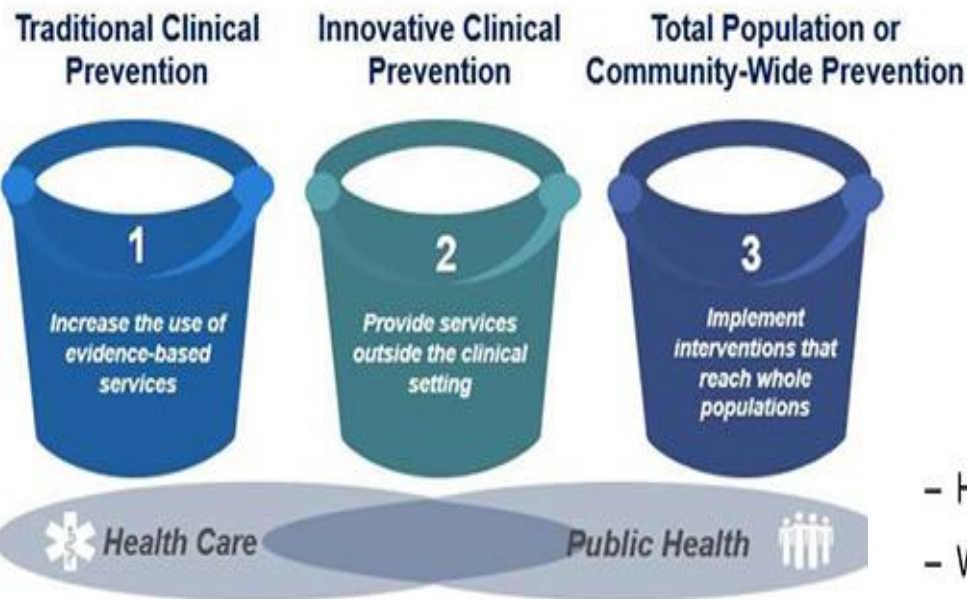 Traditional Clinical
Prevention
Innovative Clinical
Prevention
Total Population or
Community-Wide Prevention
1
Increase the use of
evidence-based
services
2
Provide services
outside the clinical
setting
3
Implement
interventions that
reach whole
populations
Health Care
Public Health